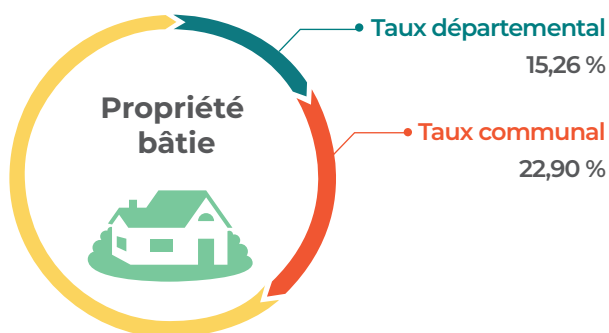 Propriété
bâtie
Taux départemental
15,26 %
Taux communal
22,90 %